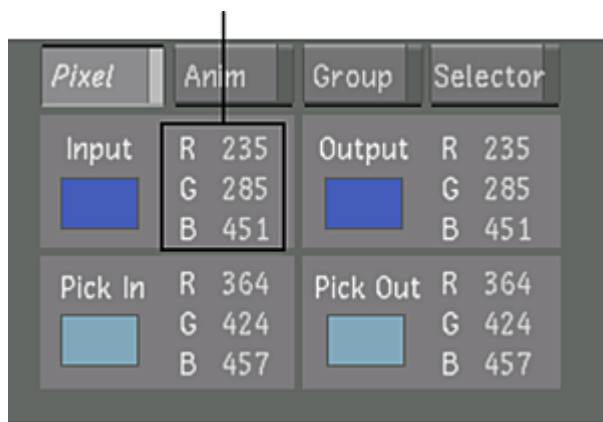 Pixel Anim Group Selector
Input R 235 Output R 235
G 285 G 285
B 451 B 451
Pick In R 364 Pick Out R 364
G 424 G 424
B 457 B 457